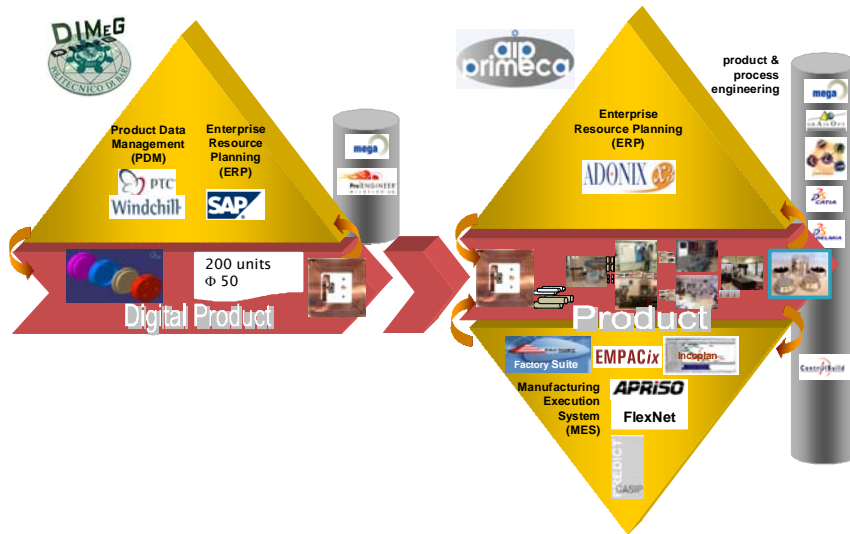 DIMeG
POLITECNICO DI BARI
Product Data
Management
(PDM)
PTC
Windchill
Enterprise
Resource
Planning
(ERP)
SAP
mega
Pro/ENGINEER
200 units
Φ 50
Digital Product
aip
primeca
Enterprise
Resource Planning
(ERP)
ADONIX X3
product &
process
engineering
mega
CATIA
DELMIA
ControlBuild
Product
Factory Suite
EMPACix
Incoplan
Manufacturing
Execution
System
(MES)
APRISO
FlexNet
PREDICT
CASIP